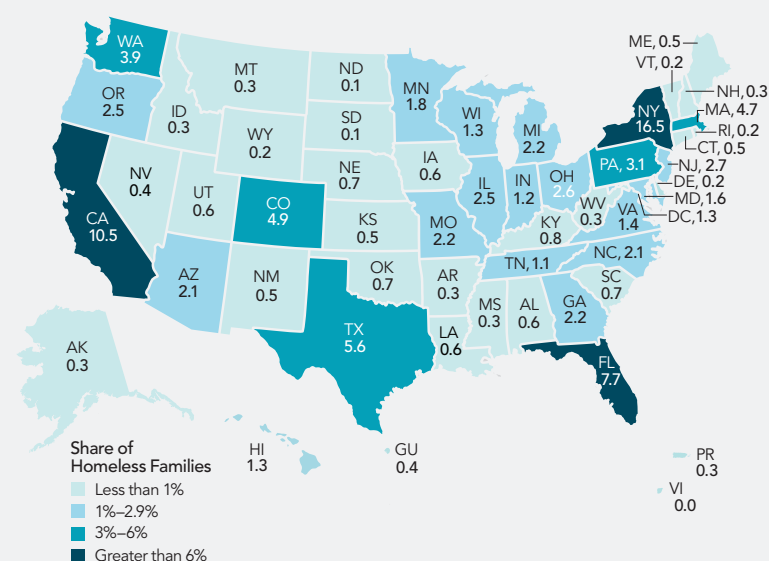 WA
3.9
OR
2.5
CA
10.5
ID
0.3
NV
0.4
MT
0.3
WY
0.2
UT
0.6
AZ
2.1
CO
4.9
NM
0.5
ND
0.1
SD
0.1
NE
0.7
KS
0.5
OK
0.7
TX
5.6
MN
1.8
IA
0.6
MO
2.2
AR
0.3
LA
0.6
WI
1.3
IL
2.5
MI
2.2
IN
1.2
OH
2.6
KY
0.8
TN, 1.1
MS
0.3
AL
0.6
GA
2.2
FL
7.7
SC
0.7
NC, 2.1
VA
1.4
WV
0.3
PA, 3.1
NY
16.5
ME, 0.5
VT, 0.2
NH, 0.3
MA, 4.7
RI, 0.2
CT, 0.5
NJ, 2.7
DE, 0.2
MD, 1.6
DC, 1.3
AK
0.3
HI
1.3
GU
0.4
PR
0.3
VI
0.0
Share of
Homeless Families
Less than 1%
1%–2.9%
3%–6%
Greater than 6%